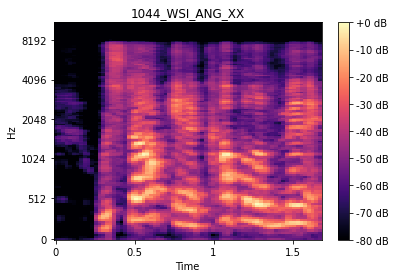 1044_WSI_ANG_XX
Hz
8192
4096
2048
1024
512
0
0
0.5
1
1.5
Time
+0 dB
-10 dB
-20 dB
-30 dB
-40 dB
-50 dB
-60 dB
-70 dB
-80 dB